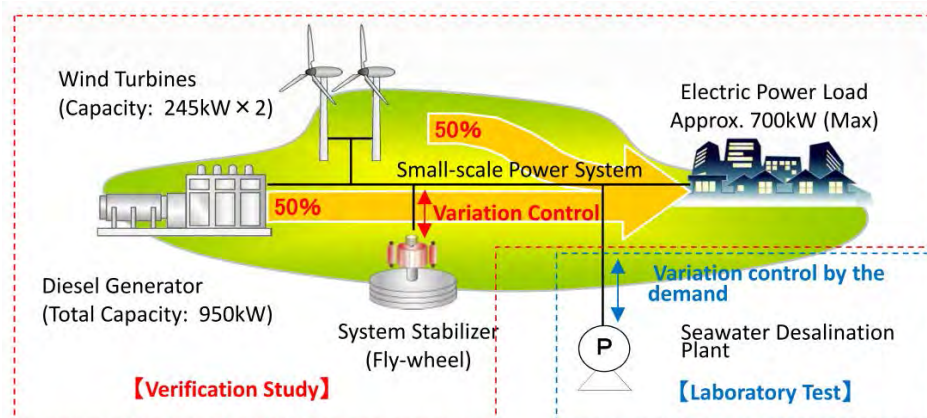 Wind Turbines
(Capacity: 245kW×2)
Electric Power Load
Approx. 700kW (Max)
50%
Small-scale Power System
50%
Variation Control
Diesel Generator
(Total Capacity: 950kW)
System Stabilizer
(Fly-wheel)
Variation control by the
demand
P
Seawater Desalination
Plant
【Verification Study】
【Laboratory Test】